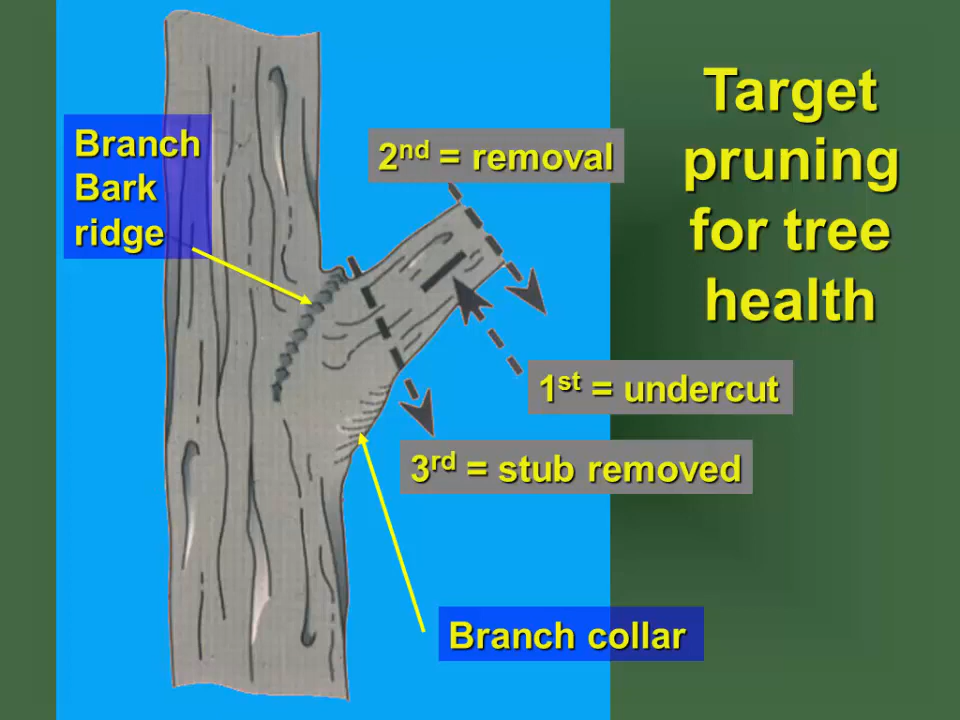 Target
pruning
for tree
health
Branch
Bark
ridge
2nd = removal
1st = undercut
3rd = stub removed
Branch collar